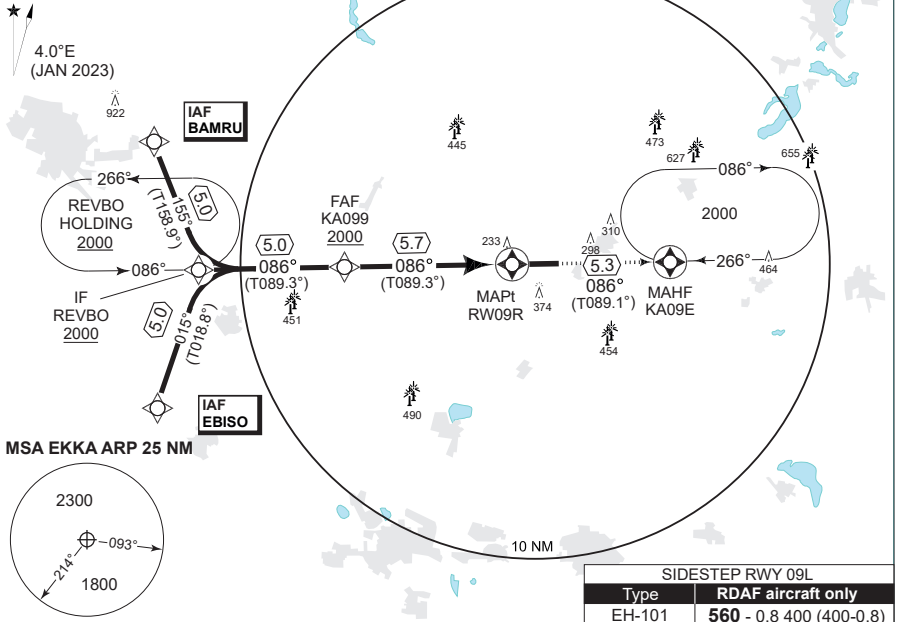 4.0°E
(JAN 2023)
922
IAF
BAMRU
445
473
627
655
266°
086°
REVBO
HOLDING
2000
155°
(T158.9°)
5.0
FAF
KA099
2000
2000
310
5.0
5.7
233
298
086°
086°
086°
5.3
266°
464
(T089.3°)
(T089.3°)
086°
(T089.1°)
IF
REVBO
2000
451
MAPt
RW09R
374
MAHF
KA09E
5.0
015°
(T018.8°)
454
490
IAF
EBISO
MSA EKKA ARP 25 NM
2300
093°
214°
1800
10 NM
SIDESTEP RWY 09L
Type RDAF aircraft only
EH-101 560 - 0.8 400 (400-0.8)